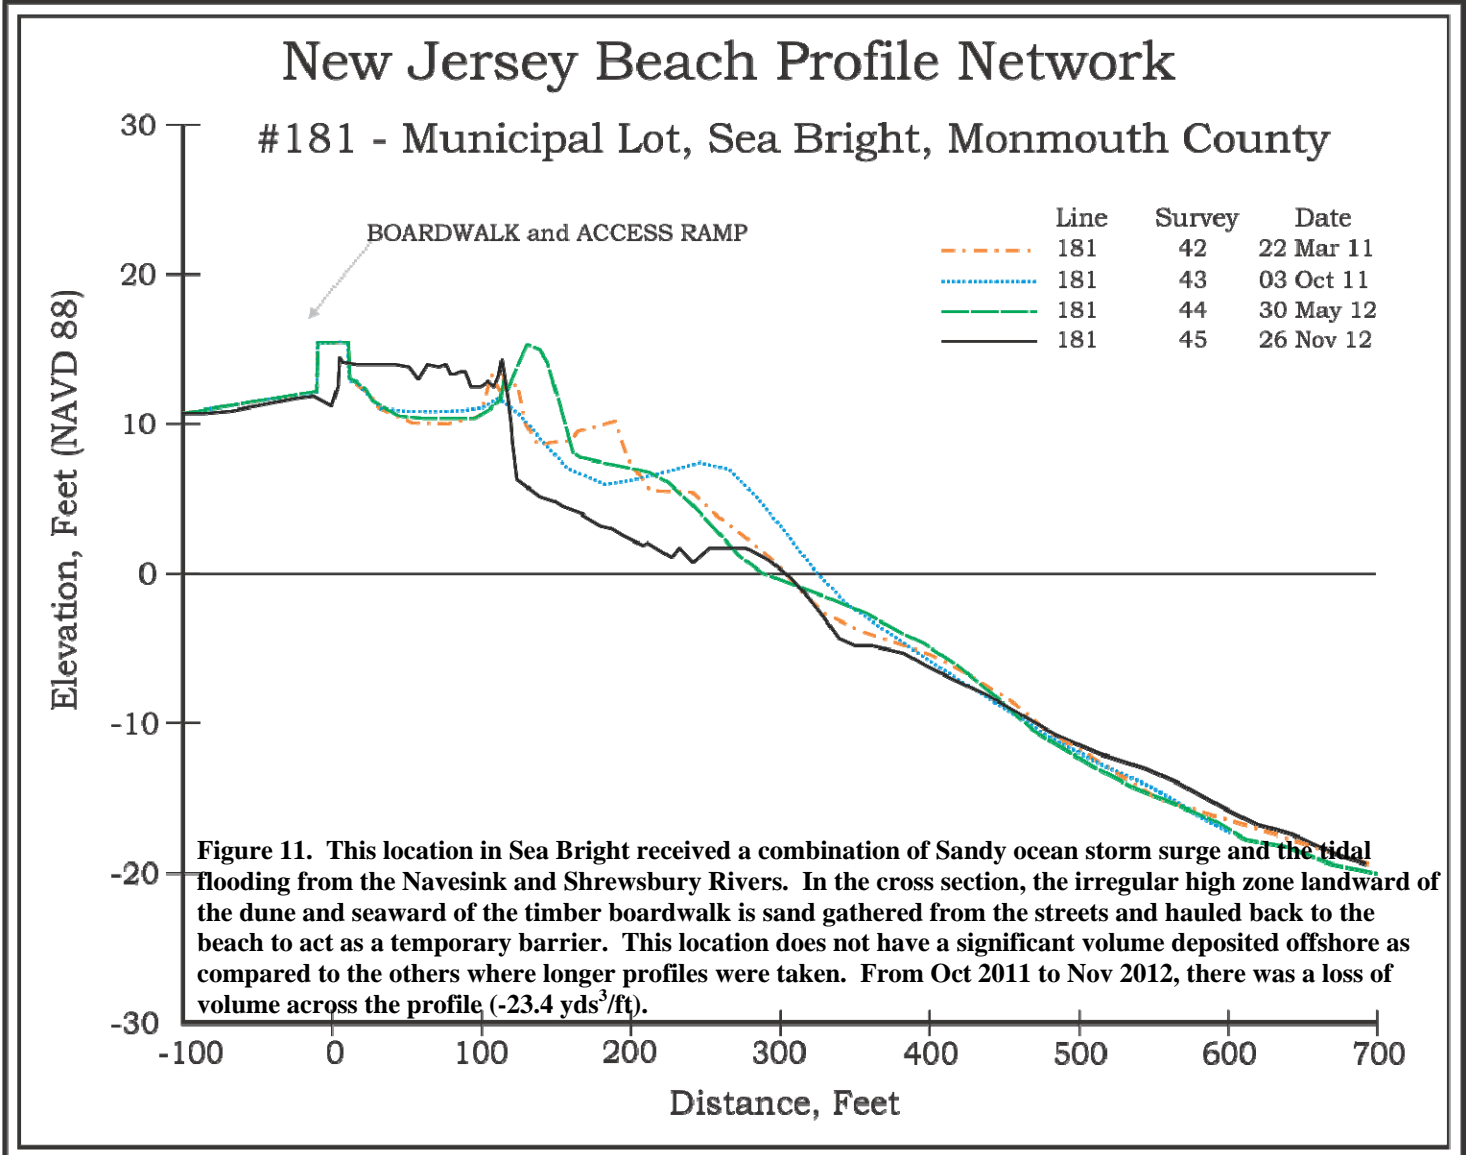 New Jersey Beach Profile Network
#181 - Municipal Lot, Sea Bright, Monmouth County
BOARDWALK and ACCESS RAMP
Line Survey Date
181 42 22 Mar 11
181 43 03 Oct 11
181 44 30 May 12
181 45 26 Nov 12
Elevation, Feet (NAVD 88)
30
20
10
0
-10
-20
-30
Figure 11. This location in Sea Bright received a combination of Sandy ocean storm surge and the tidal
flooding from the Navesink and Shrewsbury Rivers. In the cross section, the irregular high zone landward of
the dune and seaward of the timber boardwalk is sand gathered from the streets and hauled back to the
beach to act as a temporary barrier. This location does not have a significant volume deposited offshore as
compared to the others where longer profiles were taken. From Oct 2011 to Nov 2012, there was a loss of
volume across the profile (-23.4 yds³/ft).
-100 0 100 200 300 400 500 600 700
Distance, Feet